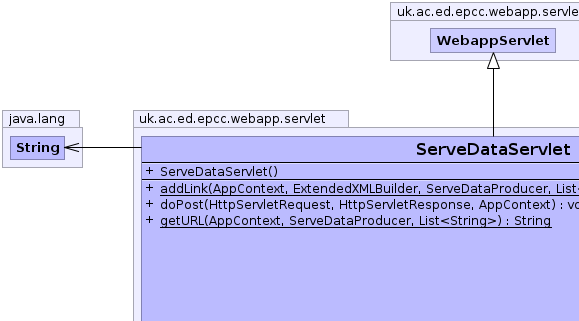 uk.ac.ed.epcc.webapp.servle
WebappServlet
java.lang
String
uk.ac.ed.epcc.webapp.servlet
ServeDataServlet
+ ServeDataServlet()
+ addLink(AppContext, ExtendedXMLBuilder, ServeDataProducer, List
+ doPost(HttpServletRequest, HttpServletResponse, AppContext) : vo
+ getURL(AppContext, ServeDataProducer, List<String>) : String